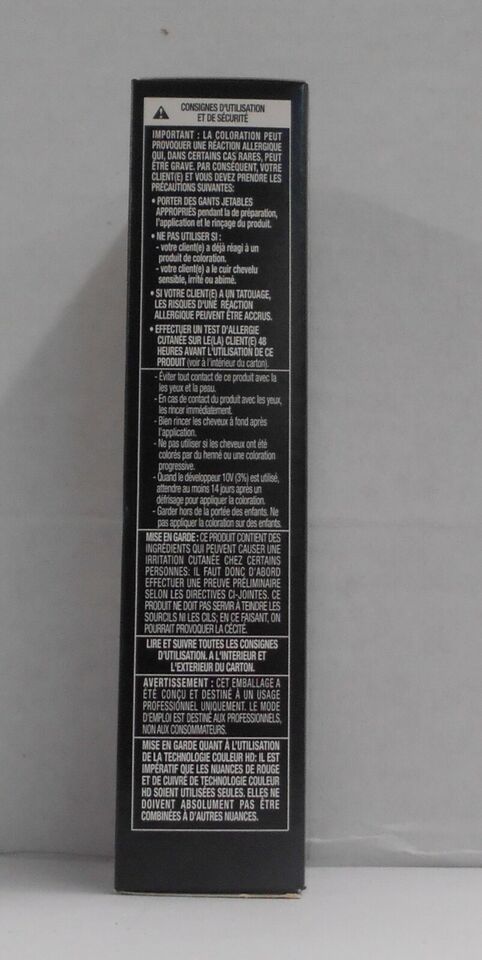 CONSIGNES D'UTILISATION
ET DE SÉCURITÉ
IMPORTANT : LA COLORATION PEUT
PROVOQUER UNE RÉACTION ALLERGIQUE
QUI, DANS CERTAINS CAS RARES, PEUT
ÊTRE GRAVE. PAR CONSÉQUENT, VOTRE
CLIENT(E) ET VOUS DEVEZ PRENDRE LES
PRÉCAUTIONS SUIVANTES:
• PORTER DES GANTS JETABLES
APPROPRIÉS pendant la de préparation,
l'application et le rinçage du produit.
• NE PAS UTILISER SI :
- votre client(e) a déjà réagi à un
produit de coloration.
- votre client(e) a le cuir chevelu
sensible, irrité ou abîmé.
• SI VOTRE CLIENT(E) A UN TATOUAGE,
LES RISQUES D'UNE RÉACTION
ALLERGIQUE PEUVENT ÊTRE ACCRUS.
• EFFECTUER UN TEST D'ALLERGIE
CUTANÉE SUR LE(LA) CLIENT(E) 48
HEURES AVANT L'UTILISATION DE CE
PRODUIT (voir à l'intérieur du carton).
- Éviter tout contact de ce produit avec la
les yeux et la peau.
- En cas de contact du produit avec les yeux,
les rincer immédiatement.
- Bien rincer les cheveux à fond après
l'application.
- Ne pas utiliser si les cheveux ont été
colorés par du henné ou une coloration
progressive.
- Quand le développeur 10V (3%) est utilisé,
attendre au moins 14 jours après un
défrisage pour appliquer la coloration.
- Garder hors de la portée des enfants. Ne
pas appliquer la coloration sur des enfants.
MISE EN GARDE : CE PRODUIT CONTIENT DES
INGRÉDIENTS QUI PEUVENT CAUSER UNE
IRRITATION CUTANÉE CHEZ CERTAINS
PERSONNES: IL FAUT DONC D'ABORD
EFFECTUER UNE PREUVE PRÉLIMINAIRE
SELON LES DIRECTIVES CI-JOINTES. CE
PRODUIT NE DOIT PAS SERVIR À TEINDRE LES
SOURCILS NI LES CILS; EN CE FAISANT, ON
POURRAIT PROVOQUER LA CÉCITÉ.
LIRE ET SUIVRE TOUTES LES CONSIGNES
D'UTILISATION. A L'INTERIEUR ET
L'EXTERIEUR DU CARTON.
AVERTISSEMENT : CET EMBALLAGE A
ÉTÉ CONÇU ET DESTINÉ À UN USAGE
PROFESSIONNEL UNIQUEMENT. LE MODE
D'EMPLOI EST DESTINÉ AUX PROFESSIONNELS,
NON AUX CONSOMMATEURS.
MISE EN GARDE QUANT À L'UTILISATION
DE LA TECHNOLOGIE COULEUR HD: IL EST
IMPÉRATIF QUE LES NUANCES DE ROUGE
ET DE CUIVRÉ DE TECHNOLOGIE COULEUR
HD SOIENT UTILISÉES SEULES. ELLES NE
DOIVENT ABSOLUMENT PAS ÊTRE
COMBINÉES À D'AUTRES NUANCES.